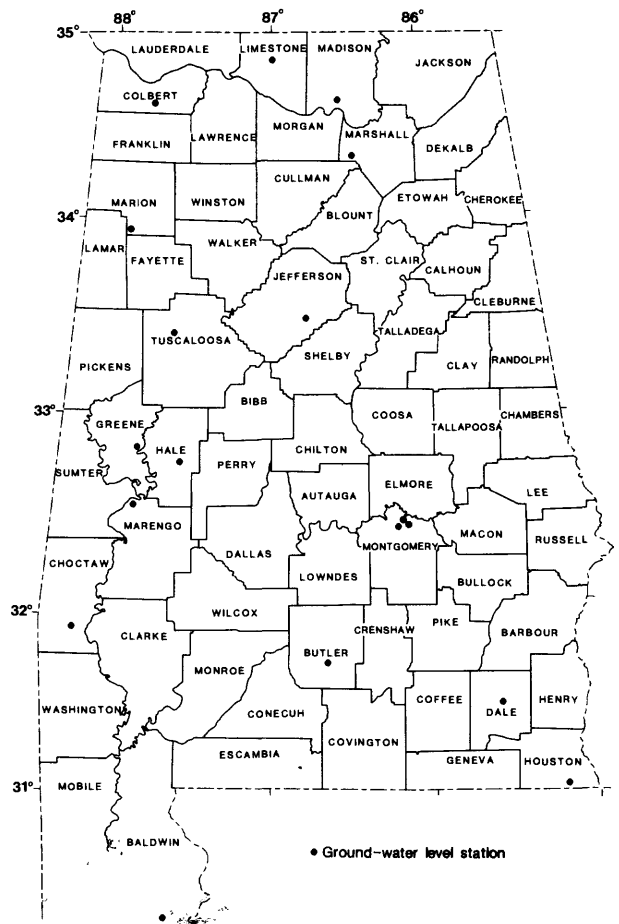 88° 87° 86°
35°
LAUDERDALE LIMESTONE MADISON
JACKSON
COLBERT
MORGAN
LAWRENCE MARSHALL
FRANKLIN DEKALB
CULLMAN
MARION WINSTON ETOWAH CHEROKEE
34°
BLOUNT
LAMAR WALKER
FAYETTE ST. CLAIR CALHOUN
JEFFERSON
CLEBURNE
TUSCALOOSA TALLADEGA
SHELBY
PICKENS CLAY RANDOLPH
33°
BIBB
GREENE COOSA TALLAPOOSA CHAMBERS
HALE CHILTON
SUMTER PERRY
ELMORE
AUTAUGA LEE
MARENGO
MACON
RUSSELL
CHOCTAW DALLAS MONTGOMERY
LOWNDES BULLOCK
32°
WILCOX
CLARKE CRENSHAW PIKE BARBOUR
BUTLER
MONROE
WASHINGTON COFFEE HENRY
CONECUH DALE
COVINGTON
ESCAMBIA GENEVA HOUSTON
31°
MOBILE
BALDWIN
Ground-water level station